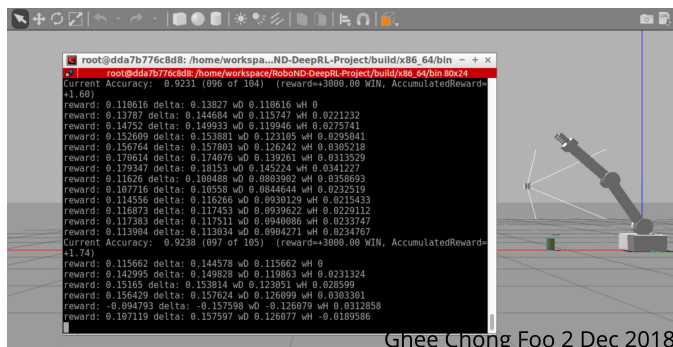 root@dda7b776c8d8: /home/workspa...ND-DeepRL-Project/build/x86_64/bin
root@dda7b776c8d8: /home/workspace/RoboND-DeepRL-Project/build/x86_64/bin 80x24
Current Accuracy:  0.9231 (096 of 104)  (reward=+3000.00 WIN, AccumulatedReward=
+1.60)
reward: 0.110616 delta: 0.13827 wD 0.110616 wH 0
reward: 0.13787 delta: 0.144684 wD 0.115747 wH 0.0221232
reward: 0.14752 delta: 0.149933 wD 0.119946 wH 0.0275741
reward: 0.152609 delta: 0.153881 wD 0.123105 wH 0.0295041
reward: 0.156764 delta: 0.157803 wD 0.126242 wH 0.0305218
reward: 0.170614 delta: 0.174076 wD 0.139261 wH 0.0313529
reward: 0.179347 delta: 0.18153 wD 0.145224 wH 0.0341227
reward: 0.11626 delta: 0.100488 wD 0.0803902 wH 0.0358693
reward: 0.107716 delta: 0.10558 wD 0.0844644 wH 0.0232519
reward: 0.114556 delta: 0.116266 wD 0.0930129 wH 0.0215433
reward: 0.116873 delta: 0.117453 wD 0.0939622 wH 0.0229112
reward: 0.117383 delta: 0.117511 wD 0.0940086 wH 0.0233747
reward: 0.113904 delta: 0.113034 wD 0.0904271 wH 0.0234767
Current Accuracy:  0.9238 (097 of 105)  (reward=+3000.00 WIN, AccumulatedReward=
+1.74)
reward: 0.115662 delta: 0.144578 wD 0.115662 wH 0
reward: 0.142995 delta: 0.149828 wD 0.119863 wH 0.0231324
reward: 0.15165 delta: 0.153814 wD 0.123051 wH 0.028599
reward: 0.156429 delta: 0.157624 wD 0.126099 wH 0.0303301
reward: -0.094793 delta: -0.157598 wD -0.126079 wH 0.0312858
reward: 0.107119 delta: 0.157597 wD 0.126077 wH -0.0189586
Ghee Chong Foo 2 Dec 2018